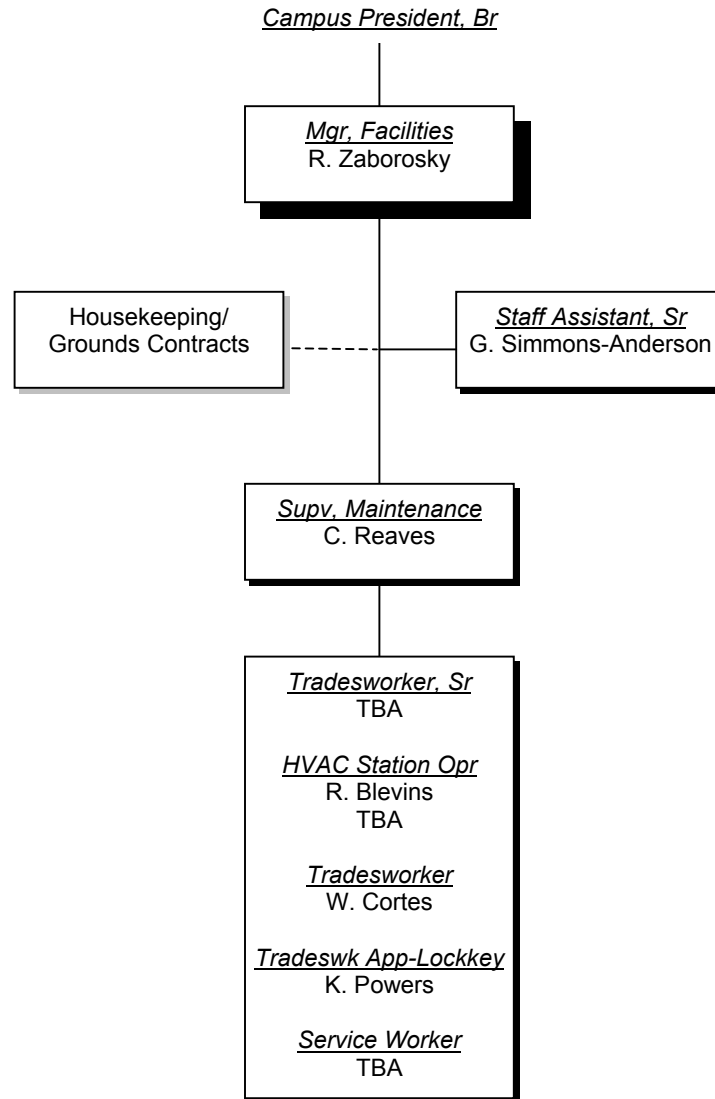 Campus President, Br
Mgr, Facilities
R. Zaborosky
Housekeeping/
Grounds Contracts
Staff Assistant, Sr
G. Simmons-Anderson
Supv, Maintenance
C. Reaves
Tradesworker, Sr
TBA
HVAC Station Opr
R. Blevins
TBA
Tradesworker
W. Cortes
Tradeswk App-Lockkey
K. Powers
Service Worker
TBA